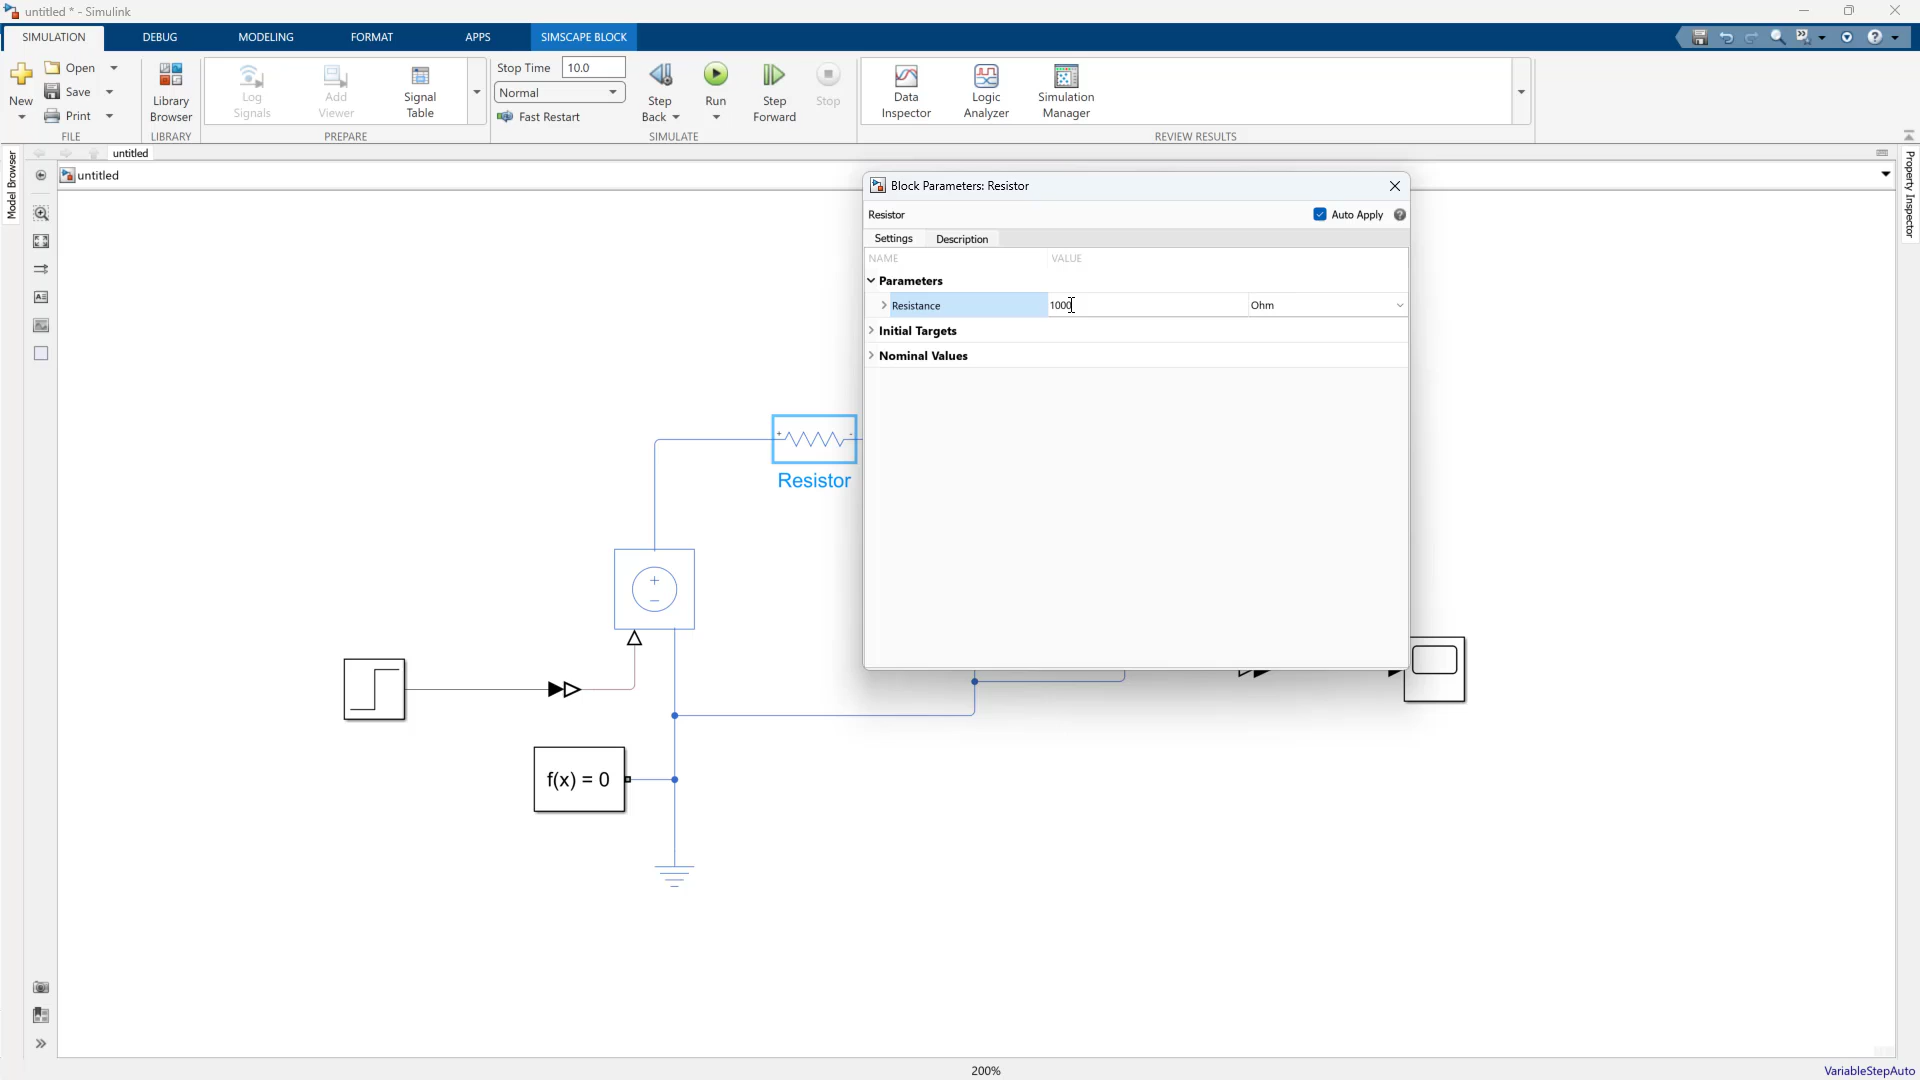 untitled * - Simulink
SIMULATION DEBUG MODELING FORMAT APPS SIMSCAPE BLOCK
New
Open
Save
Print
FILE
Library
Browser
LIBRARY
Log
Signals
Add
Viewer
Signal
Table
PREPARE
Stop Time 10.0
Normal
Fast Restart
Step
Back
Run
Step
Forward
Stop
SIMULATE
Data
Inspector
Logic
Analyzer
Simulation
Manager
REVIEW RESULTS
Model Browser
untitled
untitled
Property Inspector
Block Parameters: Resistor
Resistor
Auto Apply
Settings Description
NAME VALUE
Parameters
Resistance 1000 Ohm
Initial Targets
Nominal Values
Resistor
f(x) = 0
200%
VariableStepAuto